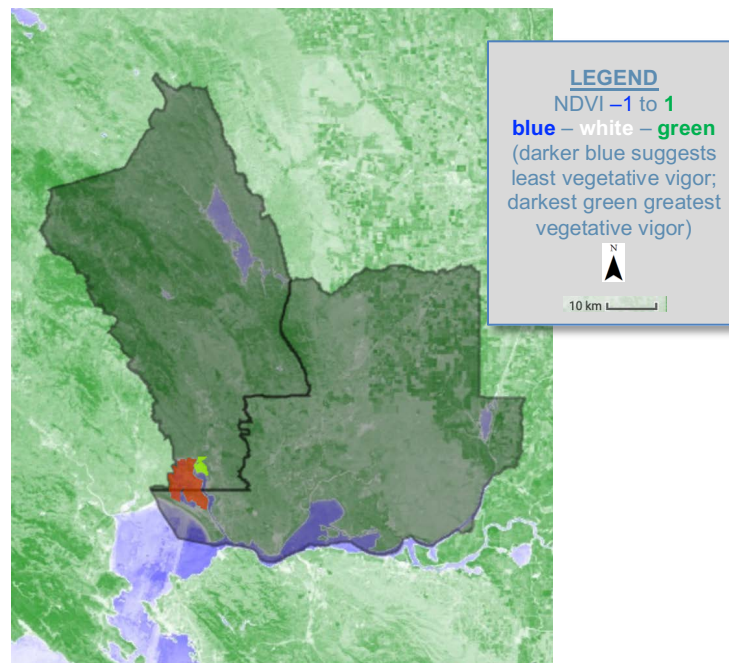 LEGEND
NDVI –1 to 1
blue – white – green
(darker blue suggests
least vegetative vigor;
darkest green greatest
vegetative vigor)
N
10 km